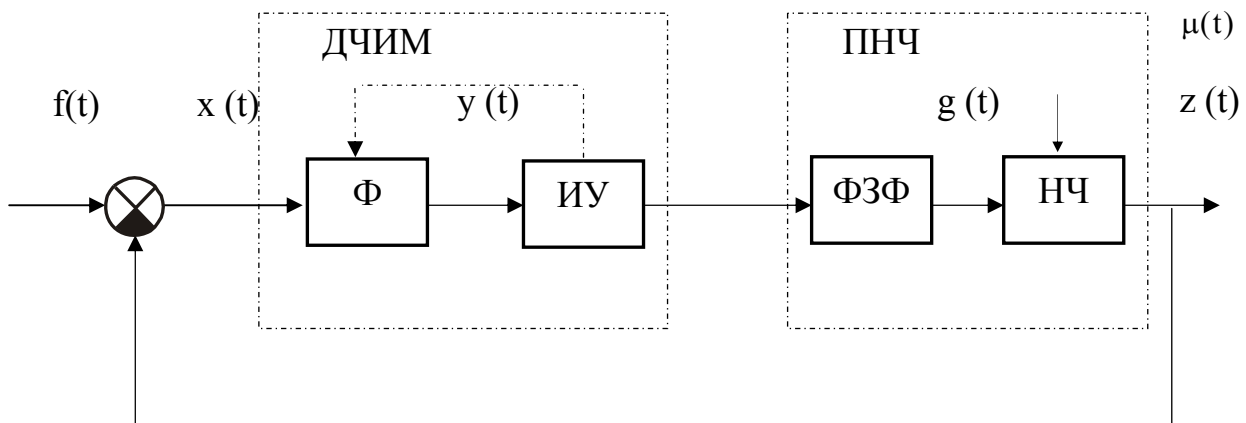 ДЧИМ ПНЧ μ(t)
f(t) x (t) y (t) g (t) z (t)
Ф ИУ ФЗФ НЧ